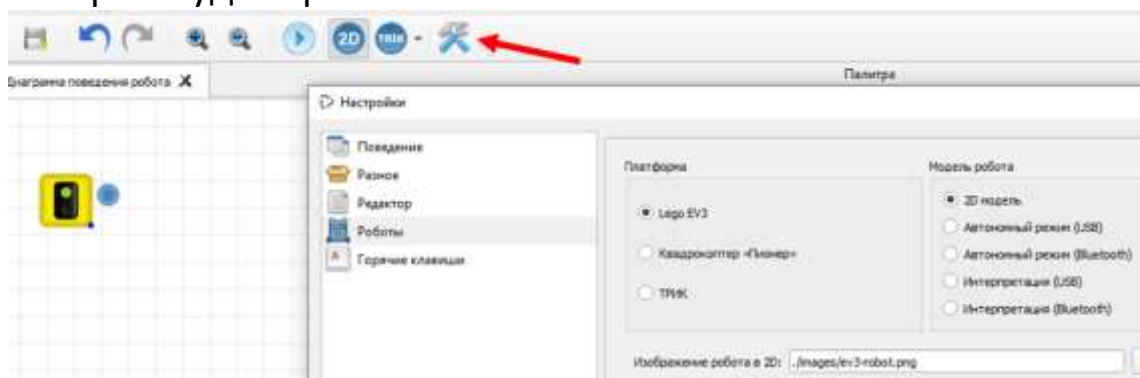 2D TRIK
Диаграмма поведения робота
Палитра
Настройки
Поведение
Разное
Редактор
Роботы
Горячие клавиши
Платформа
Lego EV3
Квадрокоптер «Пионер»
ТРИК
Модель робота
2D модель
Автономный режим (USB)
Автономный режим (Bluetooth)
Интерпретация (USB)
Интерпретация (Bluetooth)
Изображение робота в 2D: ./images/ev3-robot.png